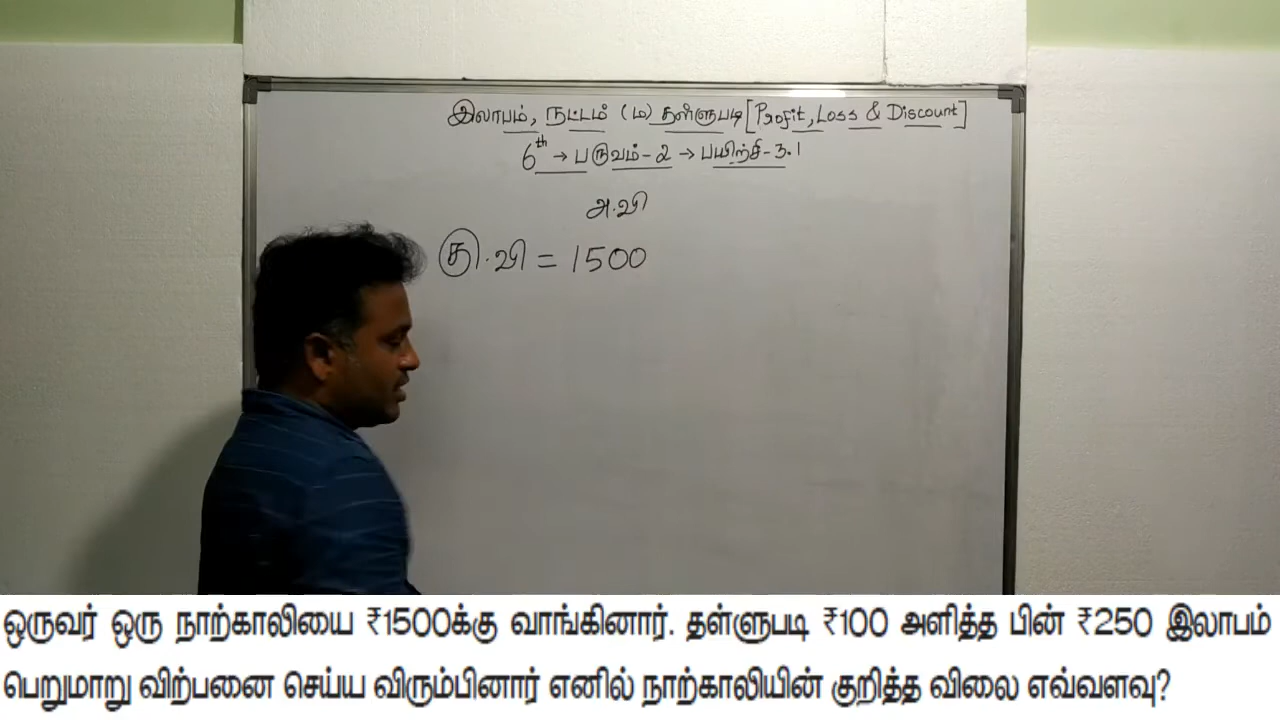 இலாபம், நட்டம் (ம) தள்ளுபடி [Profit, Loss & Discount]
6th → பருவம்-2 → பயிற்சி-3.1
அ.வி
அ.வி = 1500
ஒருவர் ஒரு நாற்காலியை ₹1500க்கு வாங்கினார். தள்ளுபடி ₹100 அளித்த பின் ₹250 இலாபம்
பெறுமாறு விற்பனை செய்ய விரும்பினார் எனில் நாற்காலியின் குறித்த விலை எவ்வளவு?